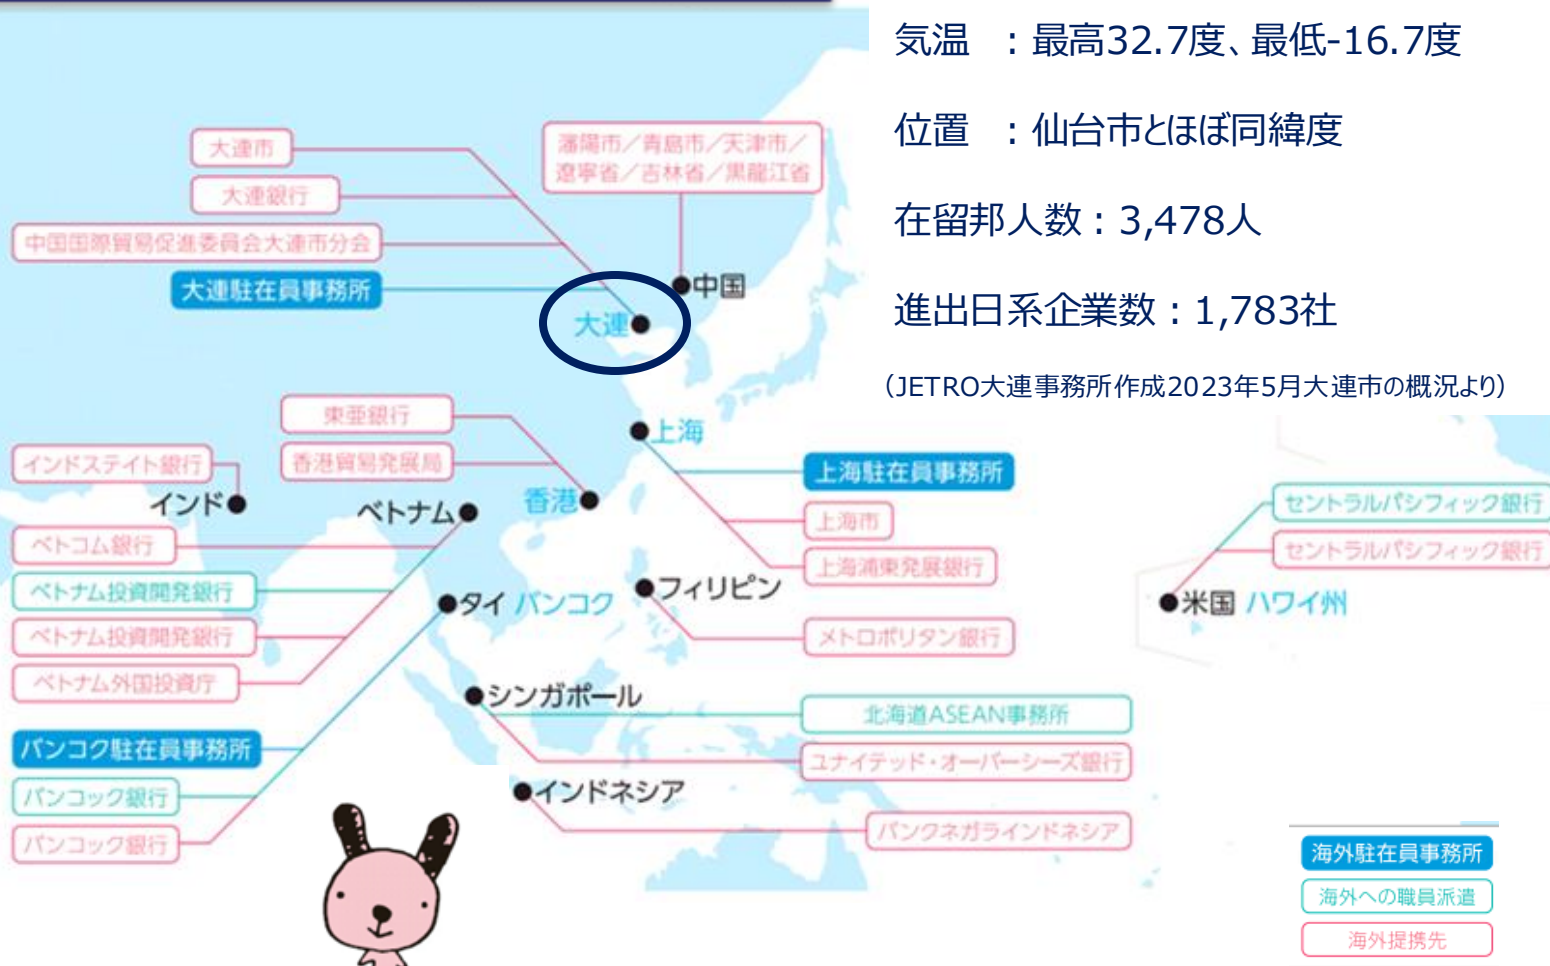 気温　：最高32.7度、最低-16.7度
位置　：仙台市とほぼ同緯度
在留邦人数：3,478人
進出日系企業数：1,783社
（JETRO大連事務所作成2023年5月大連市の概況より）
大連市
大連銀行
中国国際貿易促進委員会大連市分会
大連駐在員事務所
瀋陽市／青島市／天津市／
遼寧省／吉林省／黒龍江省
中国
大連
東亜銀行
香港貿易発展局
香港
上海
上海駐在員事務所
上海市
上海浦東発展銀行
インドステイト銀行
インド
ベトナム
ベトコム銀行
ベトナム投資開発銀行
ベトナム投資開発銀行
ベトナム外国投資庁
タイ バンコク
バンコク駐在員事務所
バンコック銀行
バンコック銀行
フィリピン
メトロポリタン銀行
シンガポール
北海道ASEAN事務所
ユナイテッド・オーバーシーズ銀行
インドネシア
バンクネガラインドネシア
セントラルパシフィック銀行
セントラルパシフィック銀行
米国 ハワイ州
海外駐在員事務所
海外への職員派遣
海外提携先